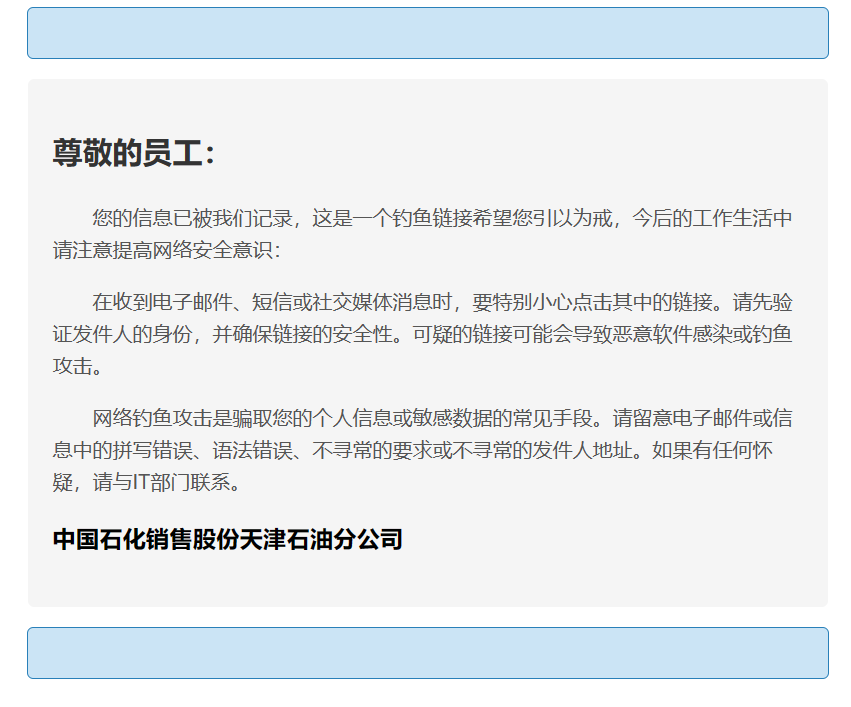 尊敬的员工：
您的信息已被我们记录，这是一个钓鱼链接希望您引以为戒，今后的工作生活中
请注意提高网络安全意识：
在收到电子邮件、短信或社交媒体消息时，要特别小心点击其中的链接。请先验
证发件人的身份，并确保链接的安全性。可疑的链接可能会导致恶意软件感染或钓鱼
攻击。
网络钓鱼攻击是骗取您的个人信息或敏感数据的常见手段。请留意电子邮件或信
息中的拼写错误、语法错误、不寻常的要求或不寻常的发件人地址。如果有任何怀
疑，请与IT部门联系。
中国石化销售股份天津石油分公司